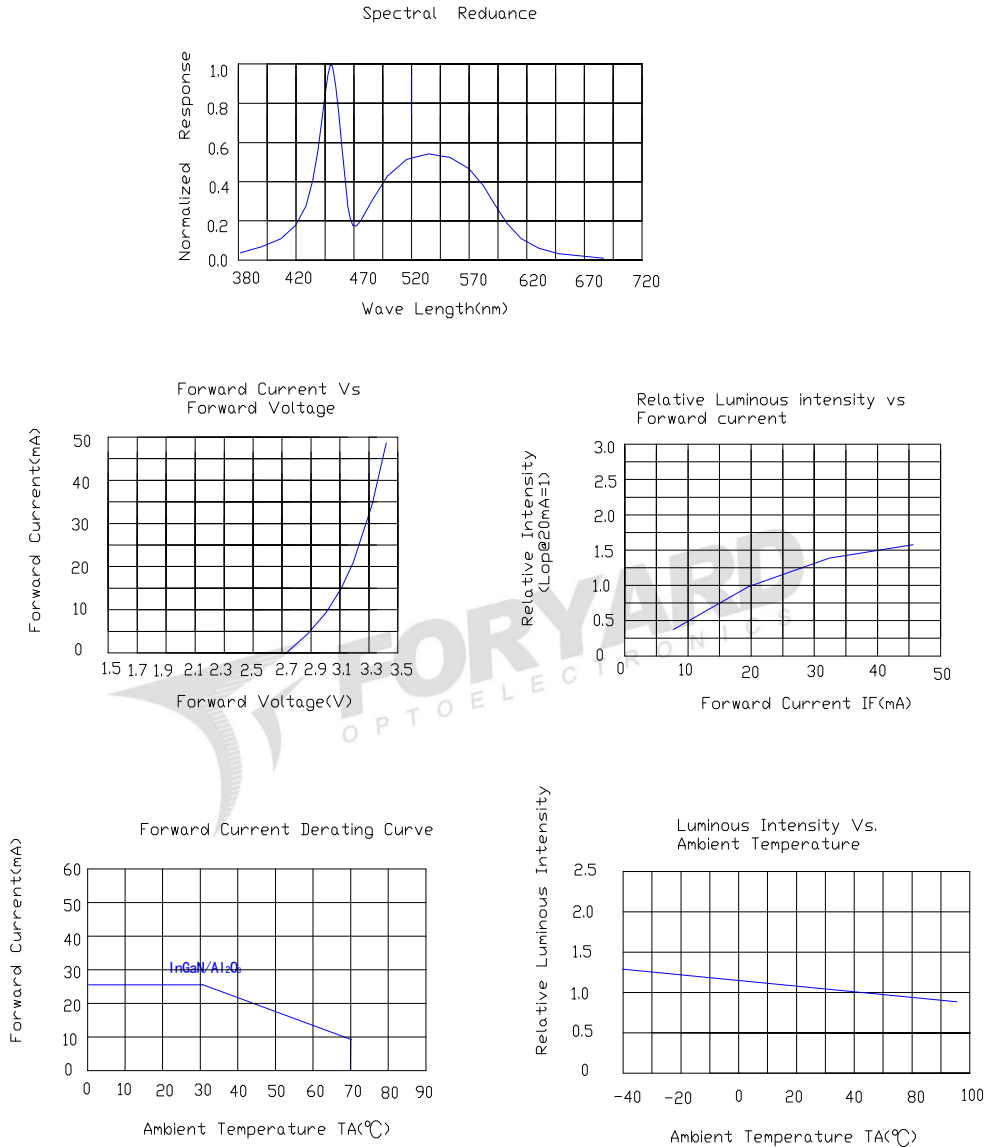 Spectral Reduance
Normalized Response
1.0
0.8
0.6
0.4
0.2
0.0
380 420 470 520 570 620 670 720
Wave Length(nm)
Forward Current Vs
Forward Voltage
Forward Current(mA)
50
40
30
20
10
0
1.5 1.7 1.9 2.1 2.3 2.5 2.7 2.9 3.1 3.3 3.5
Forward Voltage(V)
Relative Luminous intensity vs
Forward current
Relative Intensity
(Lop@20mA=1)
3.0
2.5
2.0
1.5
1.0
0.5
0
0 10 20 30 40 50
Forward Current IF(mA)
FORYARD
OPTOELECTRONICS
Forward Current Derating Curve
Forward Current(mA)
60
50
40
30
20
10
0
InGaN/Al₂O₃
0 10 20 30 40 50 60 70 80 90
Ambient Temperature TA(℃)
Luminous Intensity Vs.
Ambient Temperature
Relative Luminous Intensity
2.5
2.0
1.5
1.0
0.5
0
-40 -20 0 20 40 60 80 100
Ambient Temperature TA(℃)